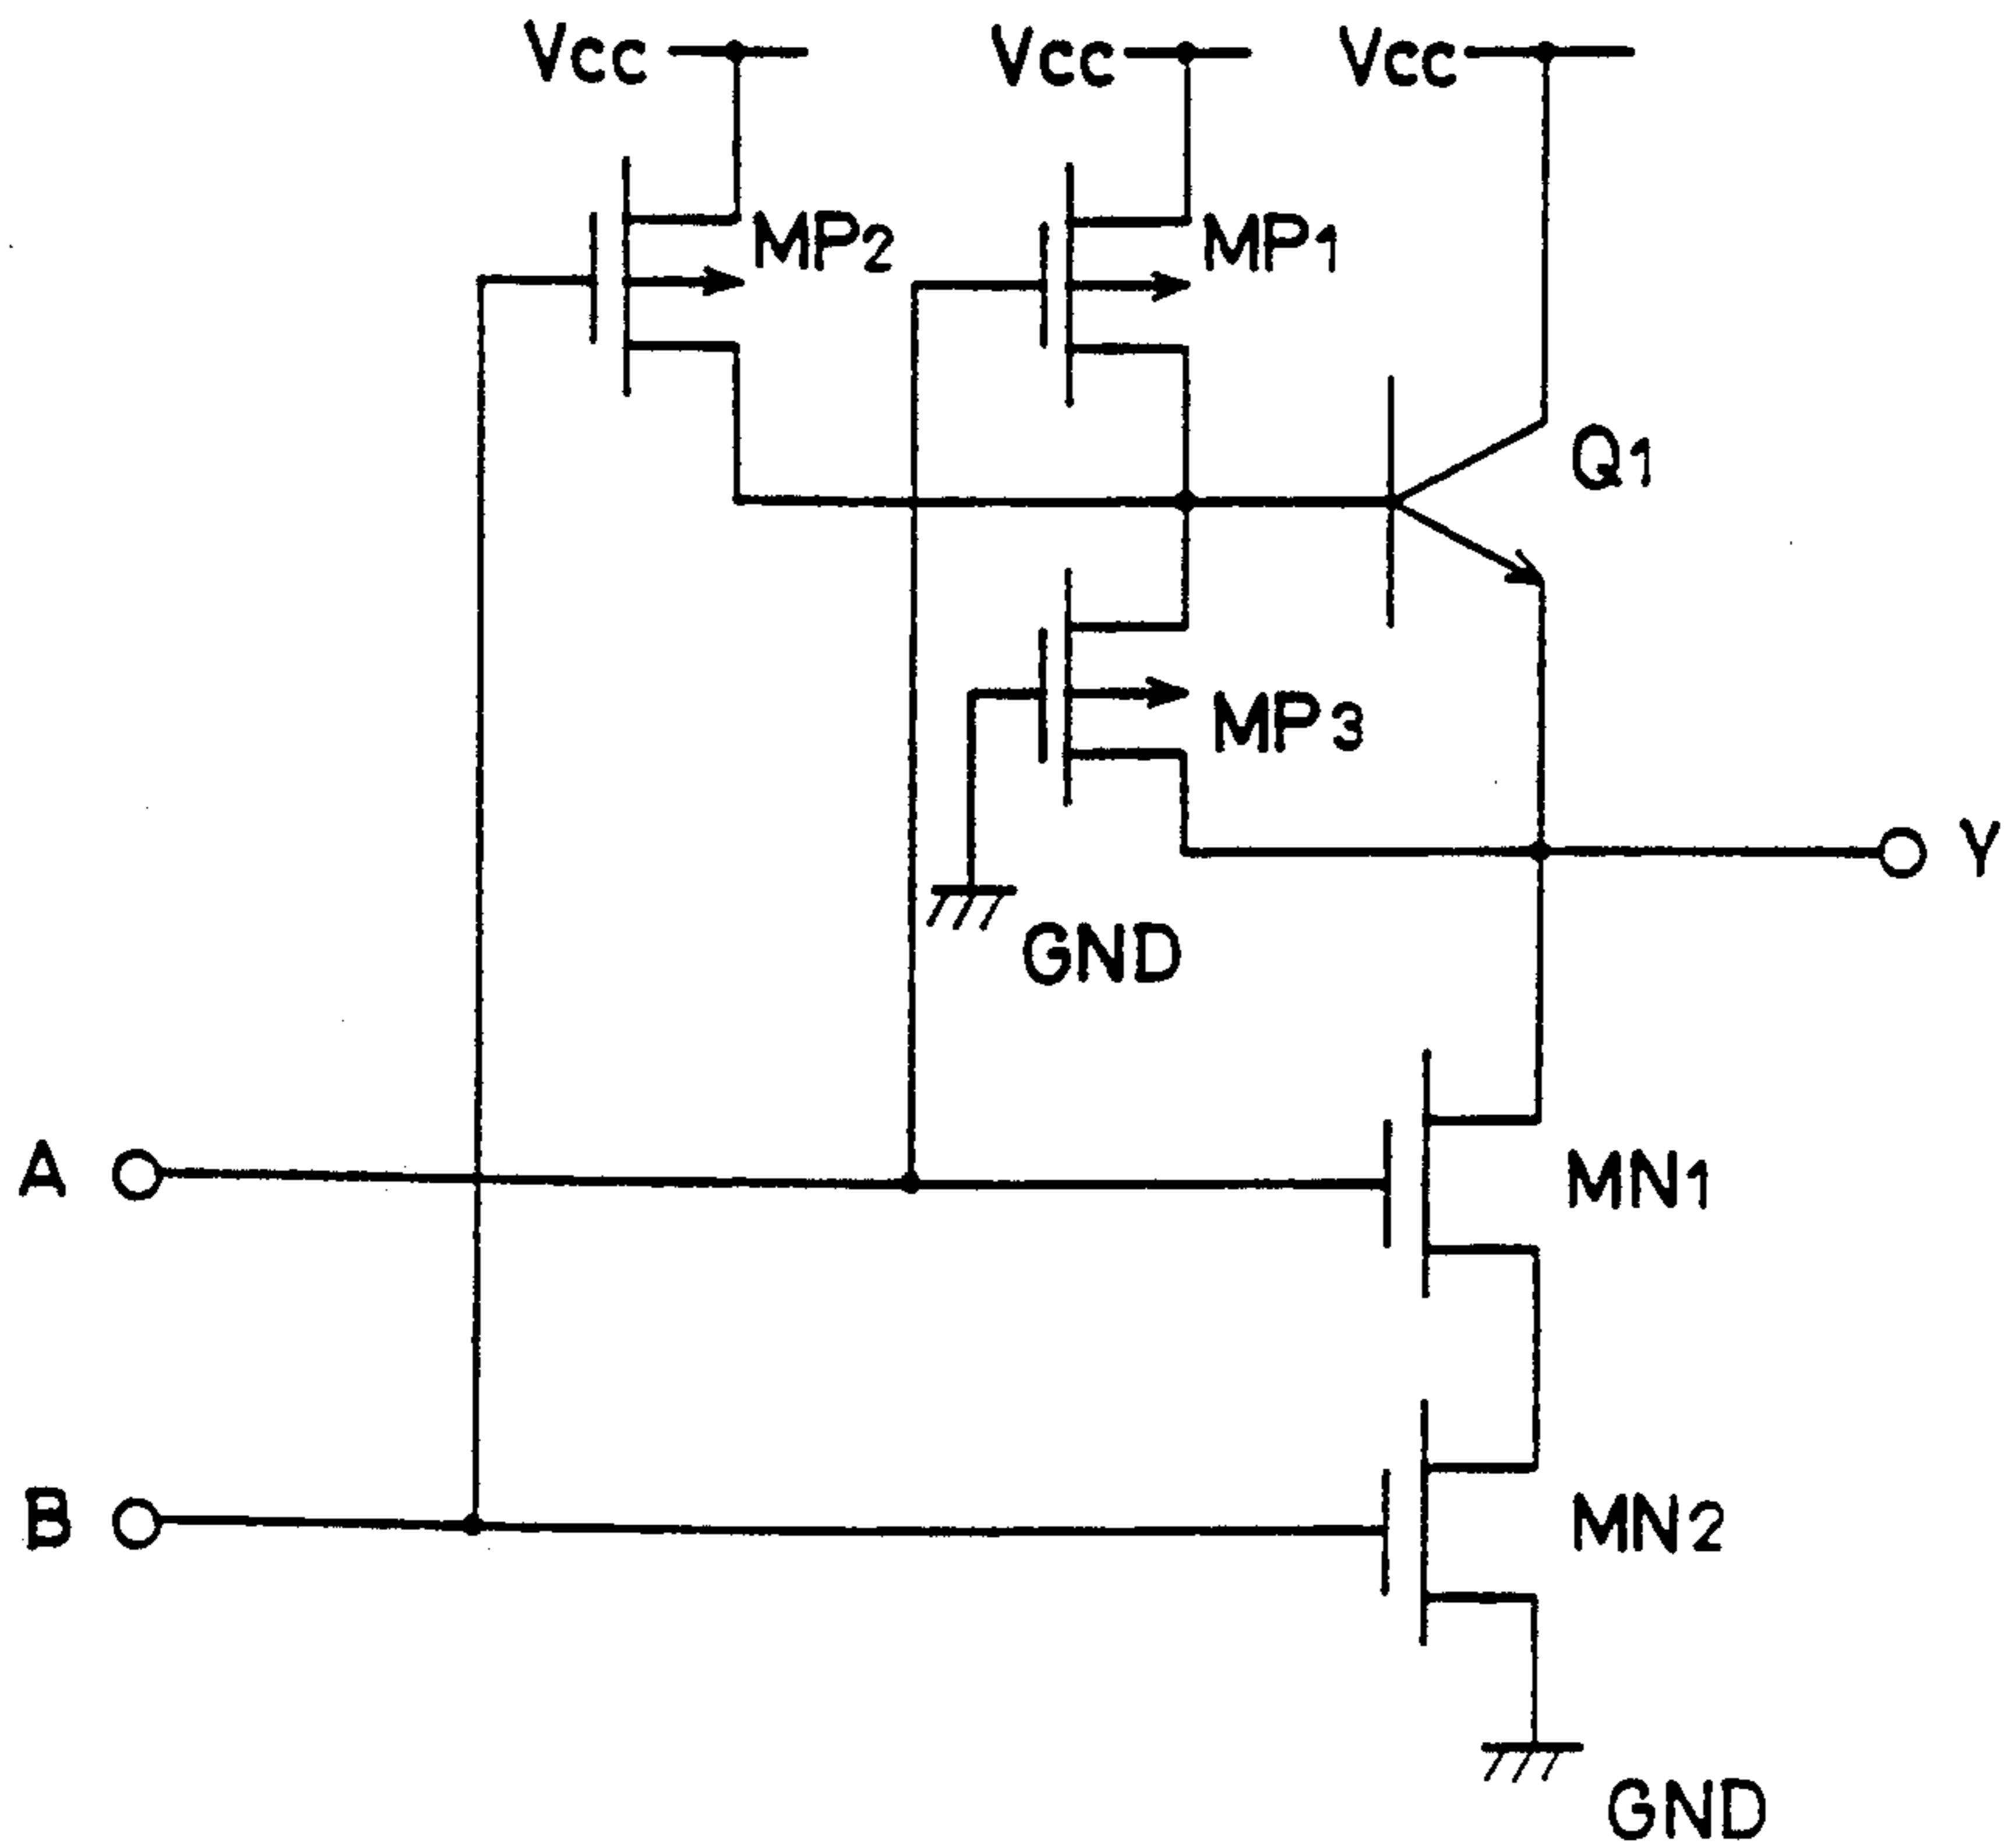 Vcc Vcc Vcc
MP2 MP1
Q1
MP3
Y
GND
A
MN1
B
MN2
GND